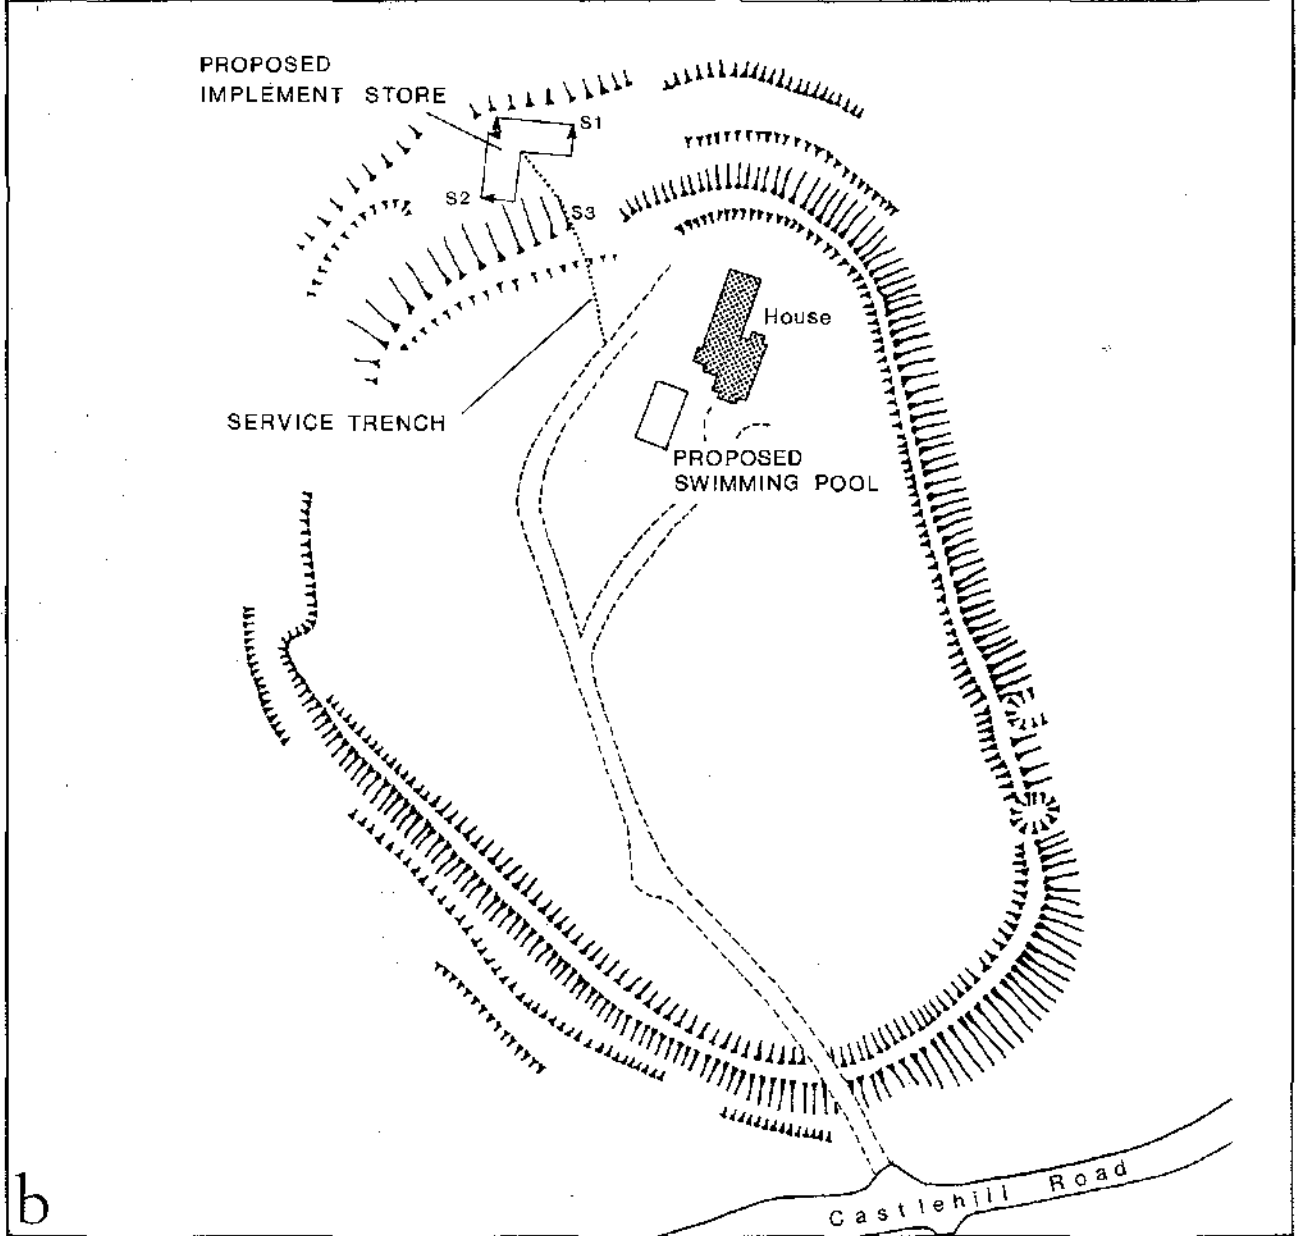 PROPOSED
IMPLEMENT STORE
S1
S2
S3
House
SERVICE TRENCH
PROPOSED
SWIMMING POOL
Castlehill Road
b